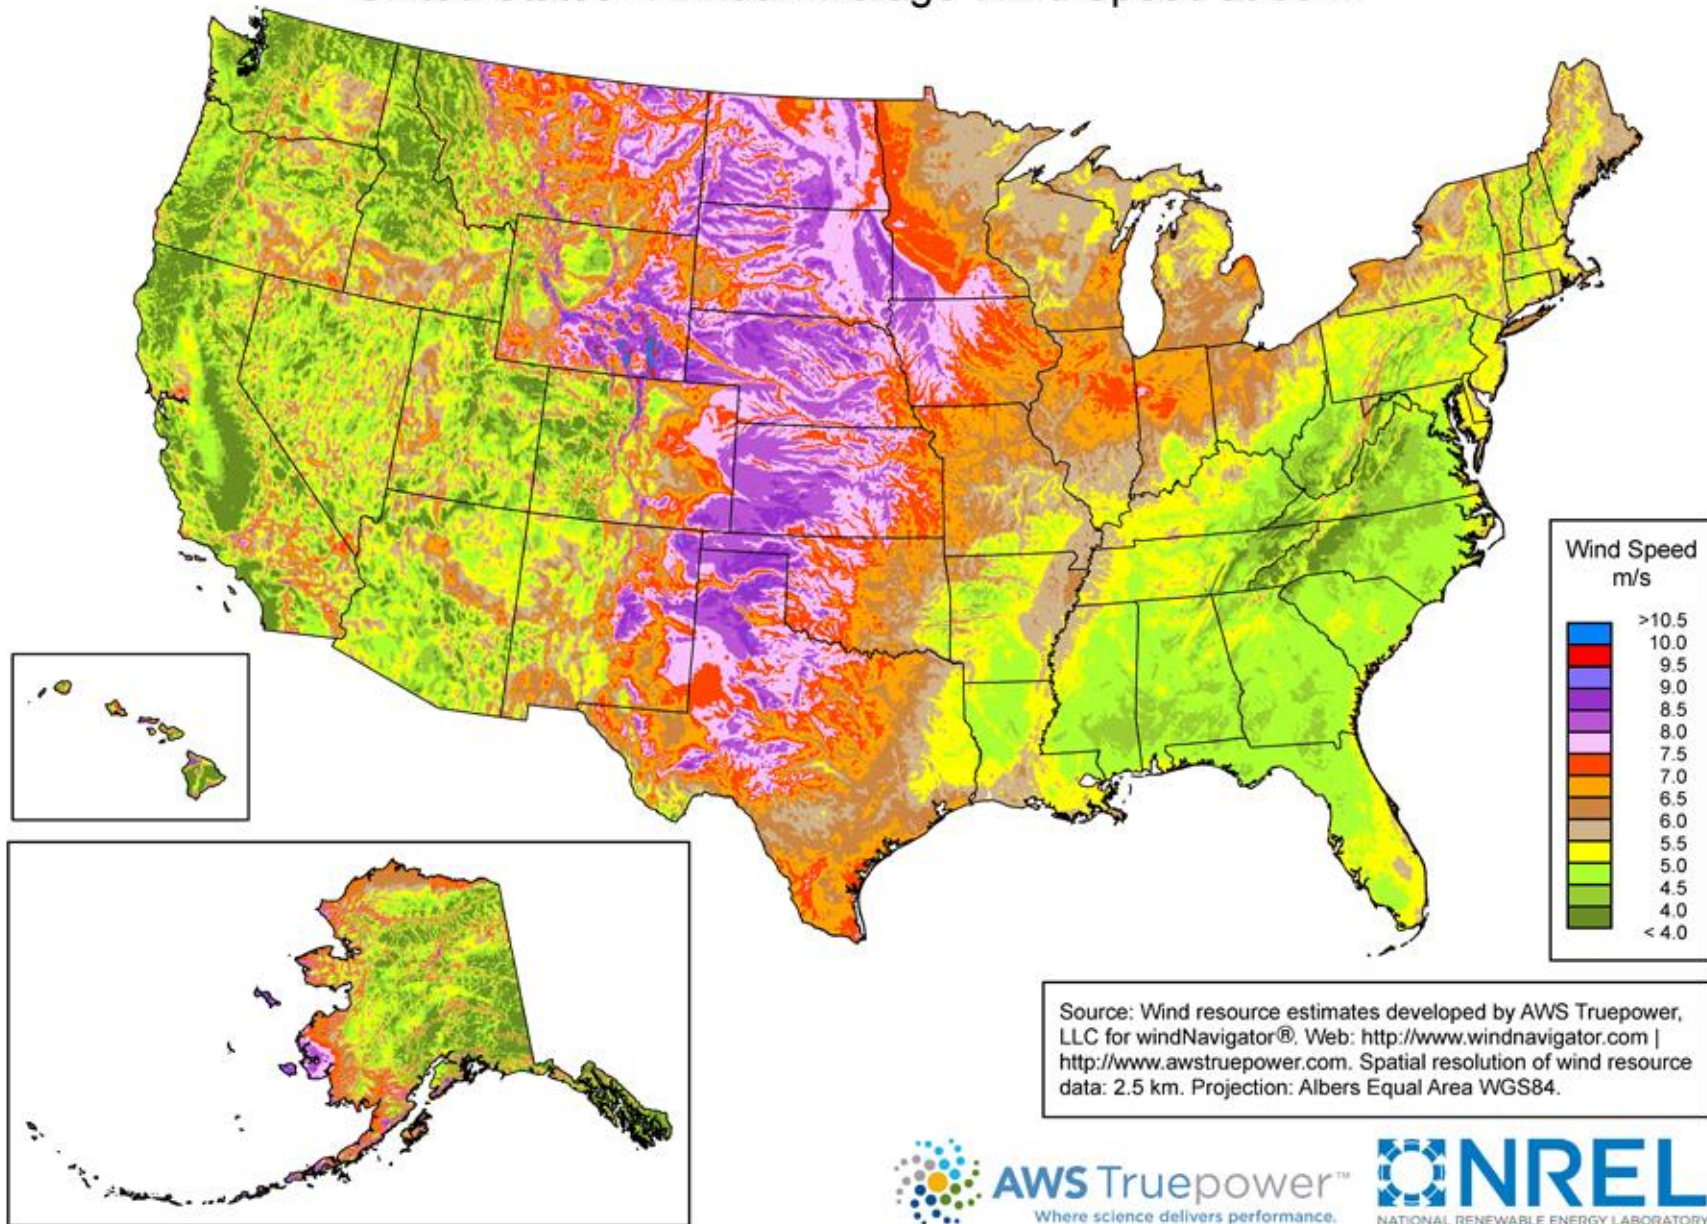 Wind Speed
m/s
>10.5
10.0
9.5
9.0
8.5
8.0
7.5
7.0
6.5
6.0
5.5
5.0
4.5
4.0
< 4.0
Source: Wind resource estimates developed by AWS Truepower,
LLC for windNavigator®. Web: http://www.windnavigator.com |
http://www.awstruepower.com. Spatial resolution of wind resource
data: 2.5 km. Projection: Albers Equal Area WGS84.
AWS Truepower™
Where science delivers performance.
NREL
NATIONAL RENEWABLE ENERGY LABORATORY